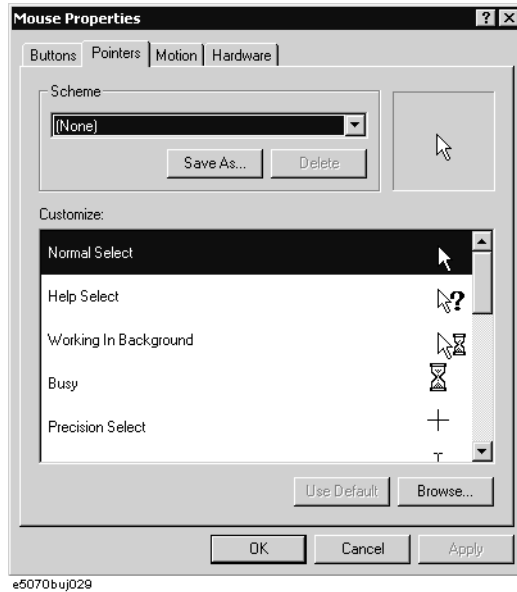 Mouse Properties
Buttons Pointers Motion Hardware
Scheme
(None)
Save As... Delete
Customize:
Normal Select
Help Select
Working In Background
Busy
Precision Select
Use Default Browse...
OK Cancel Apply
e5070buj029